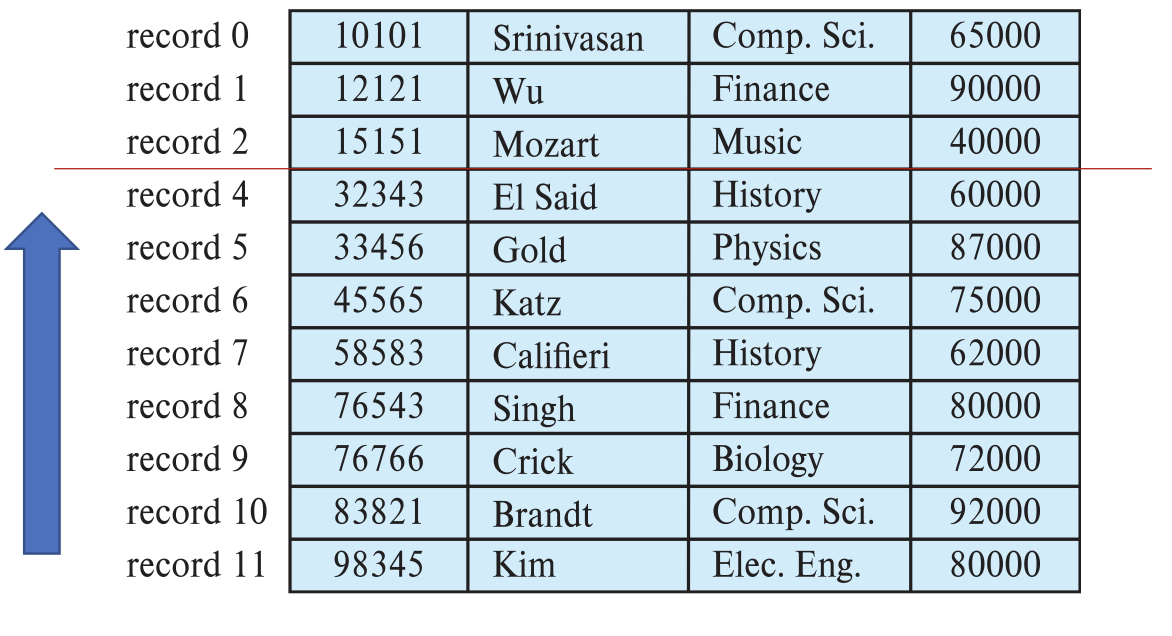 record 0 10101 Srinivasan Comp. Sci. 65000
record 1 12121 Wu Finance 90000
record 2 15151 Mozart Music 40000
record 4 32343 El Said History 60000
record 5 33456 Gold Physics 87000
record 6 45565 Katz Comp. Sci. 75000
record 7 58583 Califieri History 62000
record 8 76543 Singh Finance 80000
record 9 76766 Crick Biology 72000
record 10 83821 Brandt Comp. Sci. 92000
record 11 98345 Kim Elec. Eng. 80000